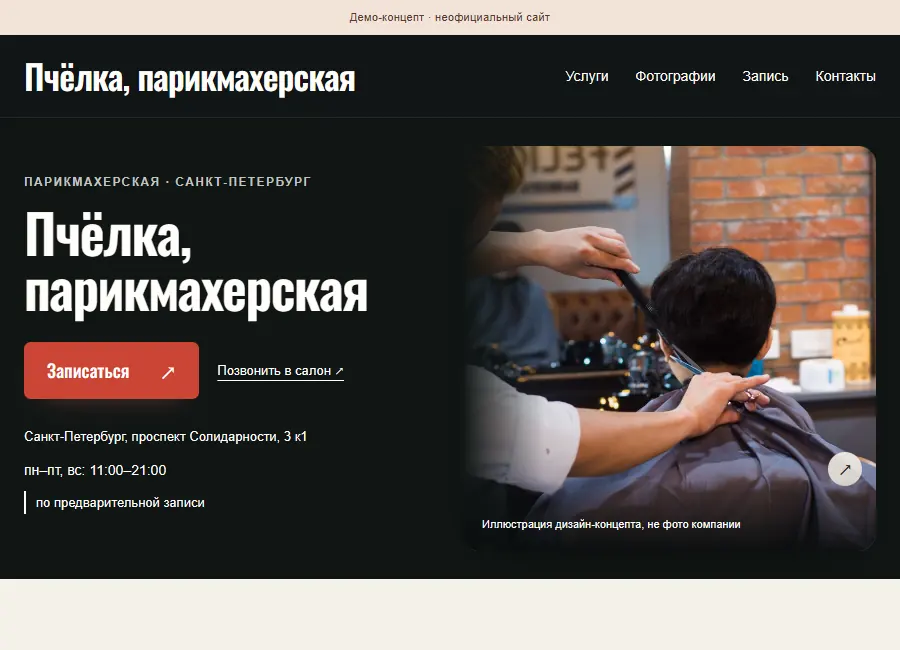 Демо-концепт · неофициальный сайт
Пчёлка, парикмахерская
Услуги Фотографии Запись Контакты
ПАРИКМАХЕРСКАЯ · САНКТ-ПЕТЕРБУРГ
Пчёлка,
парикмахерская
Записаться ↗
Позвонить в салон ↗
Санкт-Петербург, проспект Солидарности, 3 к1
пн–пт, вс: 11:00–21:00
по предварительной записи
Иллюстрация дизайн-концепта, не фото компании
↗